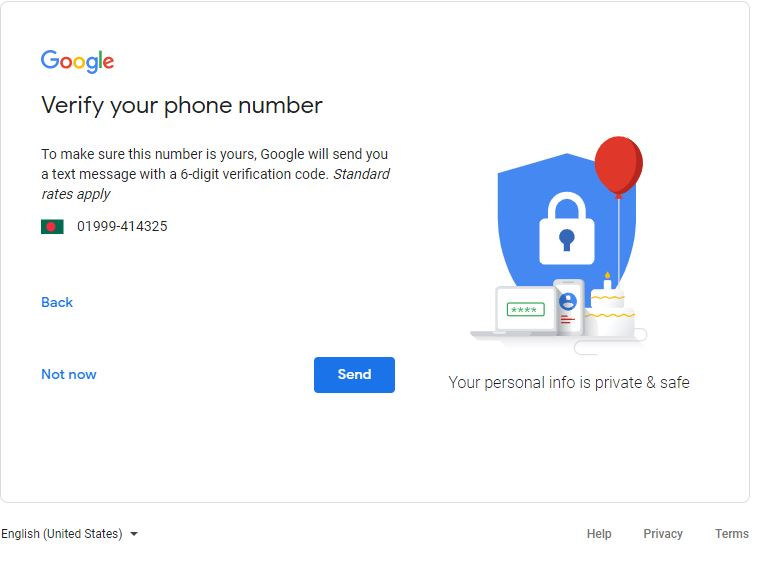 Google
Verify your phone number
To make sure this number is yours, Google will send you
a text message with a 6-digit verification code. Standard
rates apply
01999-414325
Back
Not now
Send
****
Your personal info is private & safe
English (United States)
Help
Privacy
Terms